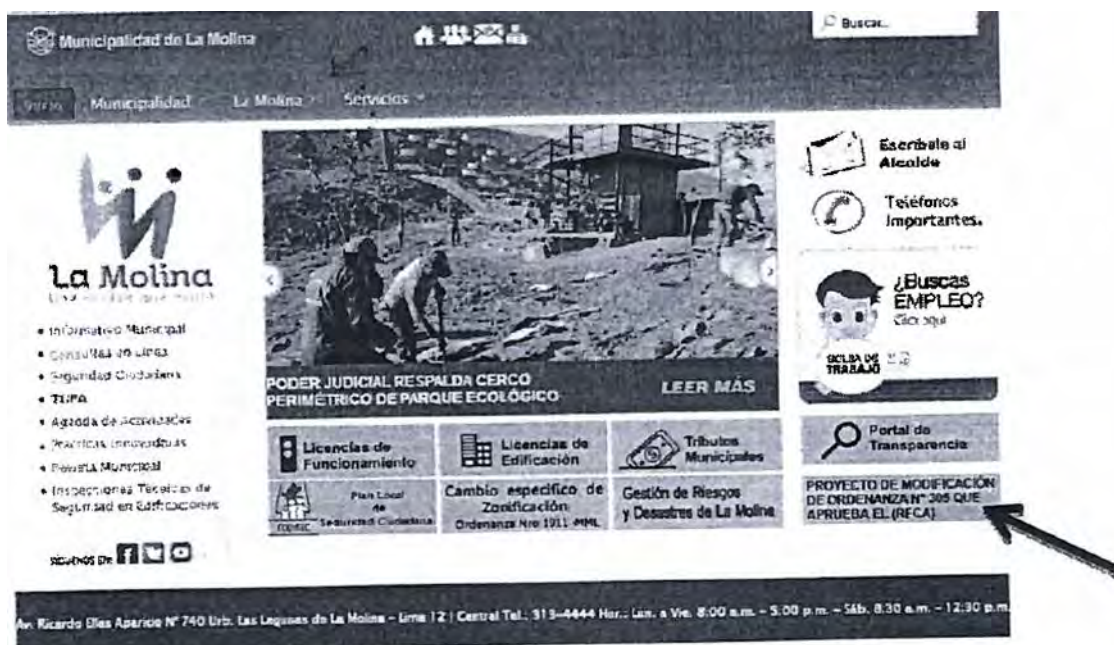 Municipalidad de La Molina
Buscar...
Inicio
Municipalidad
La Molina
Servicios
La Molina
• Informativo Municipal
• Consultas en Línea
• Seguridad Ciudadana
• TUPA
• Agenda de Actividades
• Prácticas Innovadoras
• Revista Municipal
• Inspecciones Técnicas de
Seguridad en Edificaciones
SÍGUENOS EN:
PODER JUDICIAL RESPALDA CERCO
PERIMÉTRICO DE PARQUE ECOLÓGICO
LEER MÁS
Licencias de
Funcionamiento
Licencias de
Edificación
Tributos
Municipales
Plan Local
de
Seguridad Ciudadana
Cambio específico de
Zonificación
Ordenanza Nro 1911-MML
Gestión de Riesgos
y Desastres de La Molina
Escríbele al
Alcalde
Teléfonos
Importantes.
¿Buscas
EMPLEO?
Click aquí
BOLSA DE
TRABAJO
Portal de
Transparencia
PROYECTO DE MODIFICACIÓN
DE ORDENANZA N° 305 QUE
APRUEBA EL (RECA)
Av. Ricardo Elías Aparicio N° 740 Urb. Las Lagunas de La Molina - Lima 12 | Central Tel.: 313-4444 Hor.: Lun. a Vie. 8:00 a.m. - 5:00 p.m. - Sáb. 8:30 a.m. - 12:30 p.m.